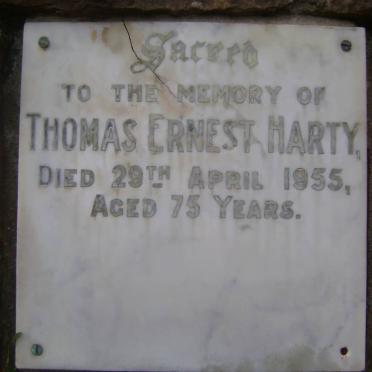 Sacred
TO THE MEMORY OF
THOMAS ERNEST HARTY,
DIED 29TH APRIL 1955,
AGED 75 YEARS.